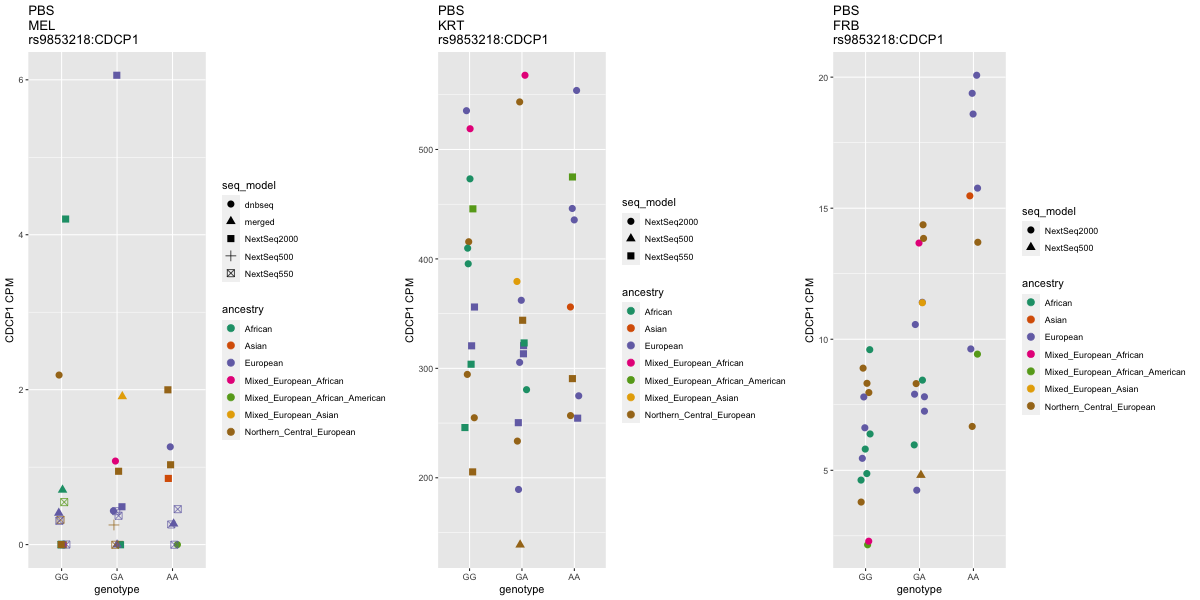 PBS
MEL
rs9853218:CDCP1
6
4
2
0
CDCP1 CPM
GG
GA
AA
genotype
seq_model
dnbseq
merged
NextSeq2000
NextSeq500
NextSeq550
ancestry
African
Asian
European
Mixed_European_African
Mixed_European_African_American
Mixed_European_Asian
Northern_Central_European
PBS
KRT
rs9853218:CDCP1
500
400
300
200
CDCP1 CPM
GG
GA
AA
genotype
seq_model
NextSeq2000
NextSeq500
NextSeq550
ancestry
African
Asian
European
Mixed_European_African
Mixed_European_African_American
Mixed_European_Asian
Northern_Central_European
PBS
FRB
rs9853218:CDCP1
20
15
10
5
CDCP1 CPM
GG
GA
AA
genotype
seq_model
NextSeq2000
NextSeq500
ancestry
African
Asian
European
Mixed_European_African
Mixed_European_African_American
Mixed_European_Asian
Northern_Central_European